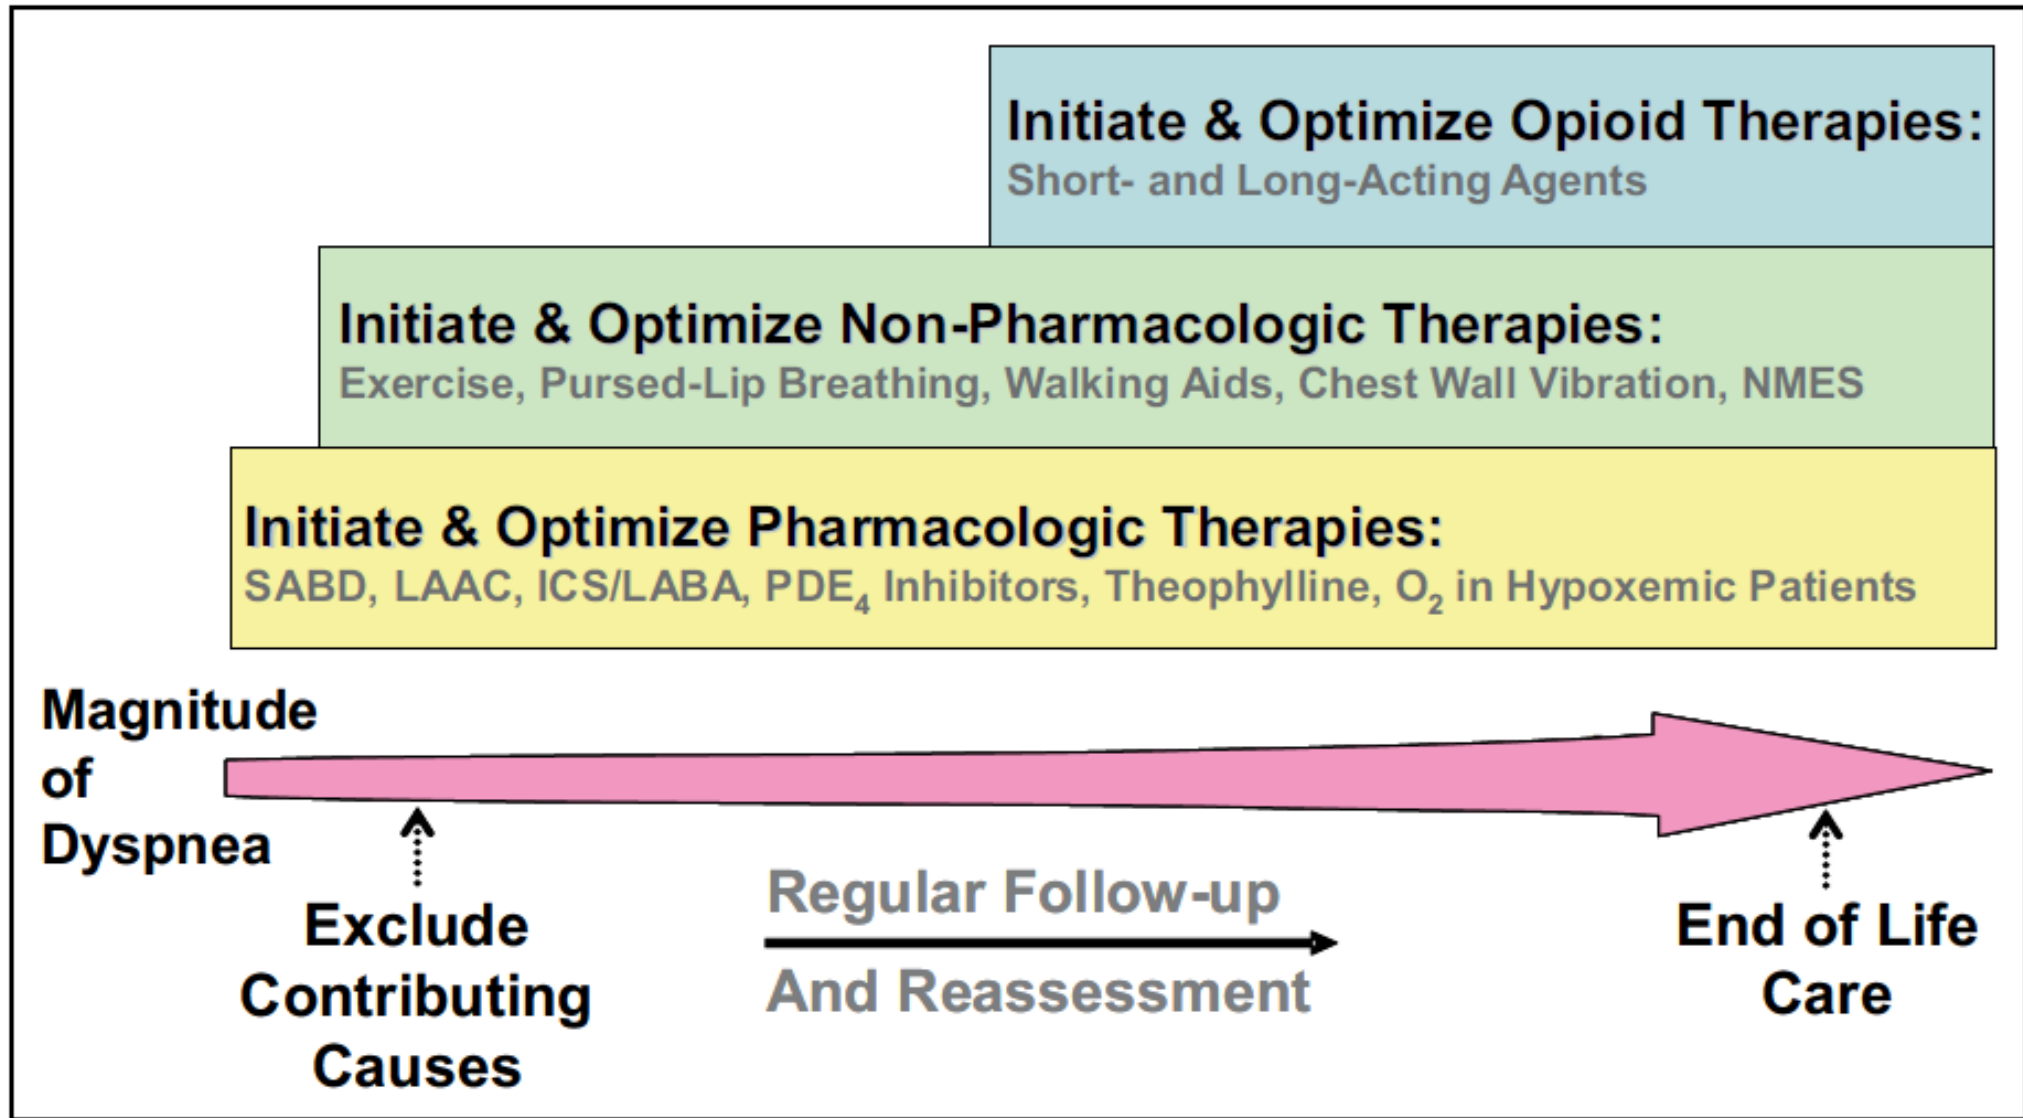 Initiate & Optimize Opioid Therapies:
Short- and Long-Acting Agents
Initiate & Optimize Non-Pharmacologic Therapies:
Exercise, Pursed-Lip Breathing, Walking Aids, Chest Wall Vibration, NMES
Initiate & Optimize Pharmacologic Therapies:
SABD, LAAC, ICS/LABA, PDE₄ Inhibitors, Theophylline, O₂ in Hypoxemic Patients
Magnitude
of
Dyspnea
Exclude
Contributing
Causes
Regular Follow-up
And Reassessment
End of Life
Care